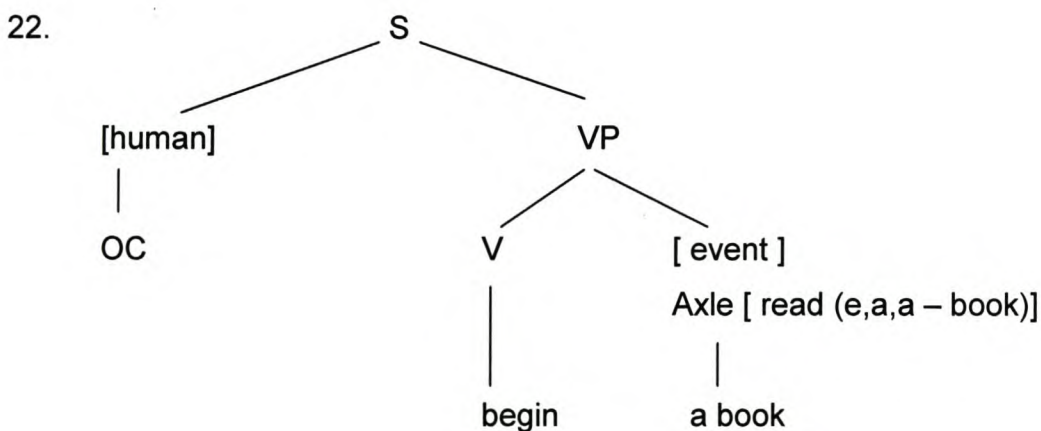 22.
S
[human] VP
OC V [ event ]
Axle [ read (e,a,a – book)]
begin a book